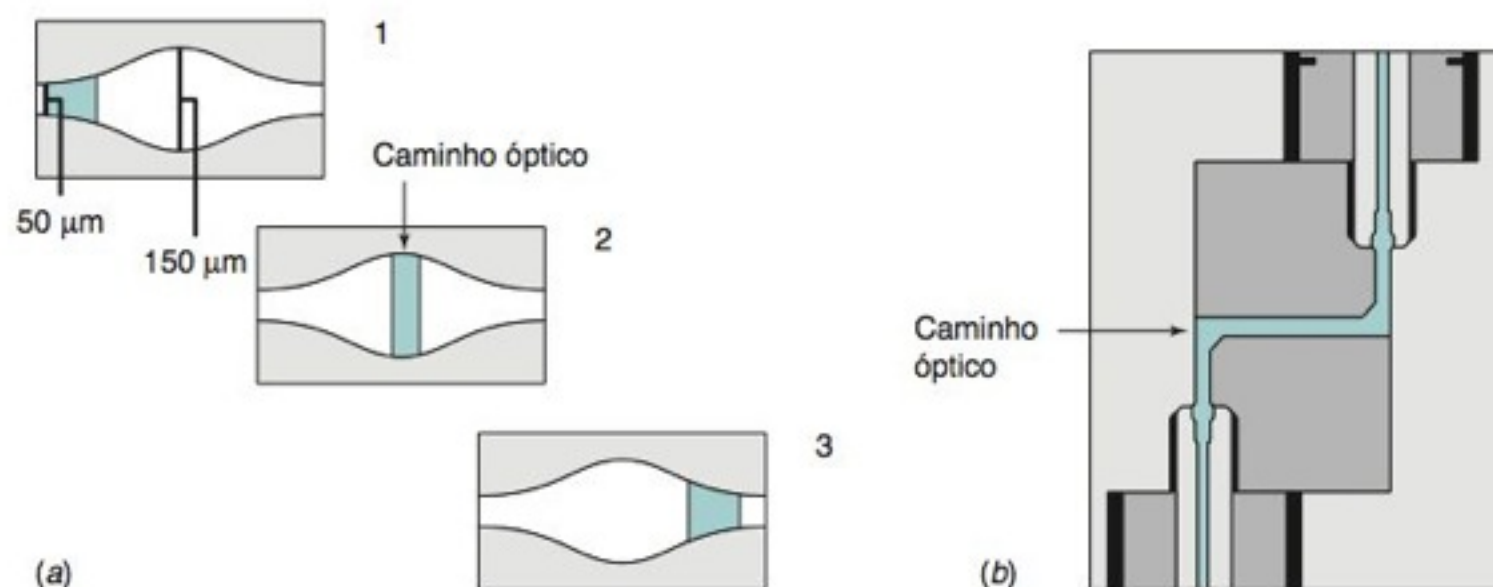 1
50 μm
150 μm
Caminho óptico
2
3
(a)
Caminho
óptico
(b)